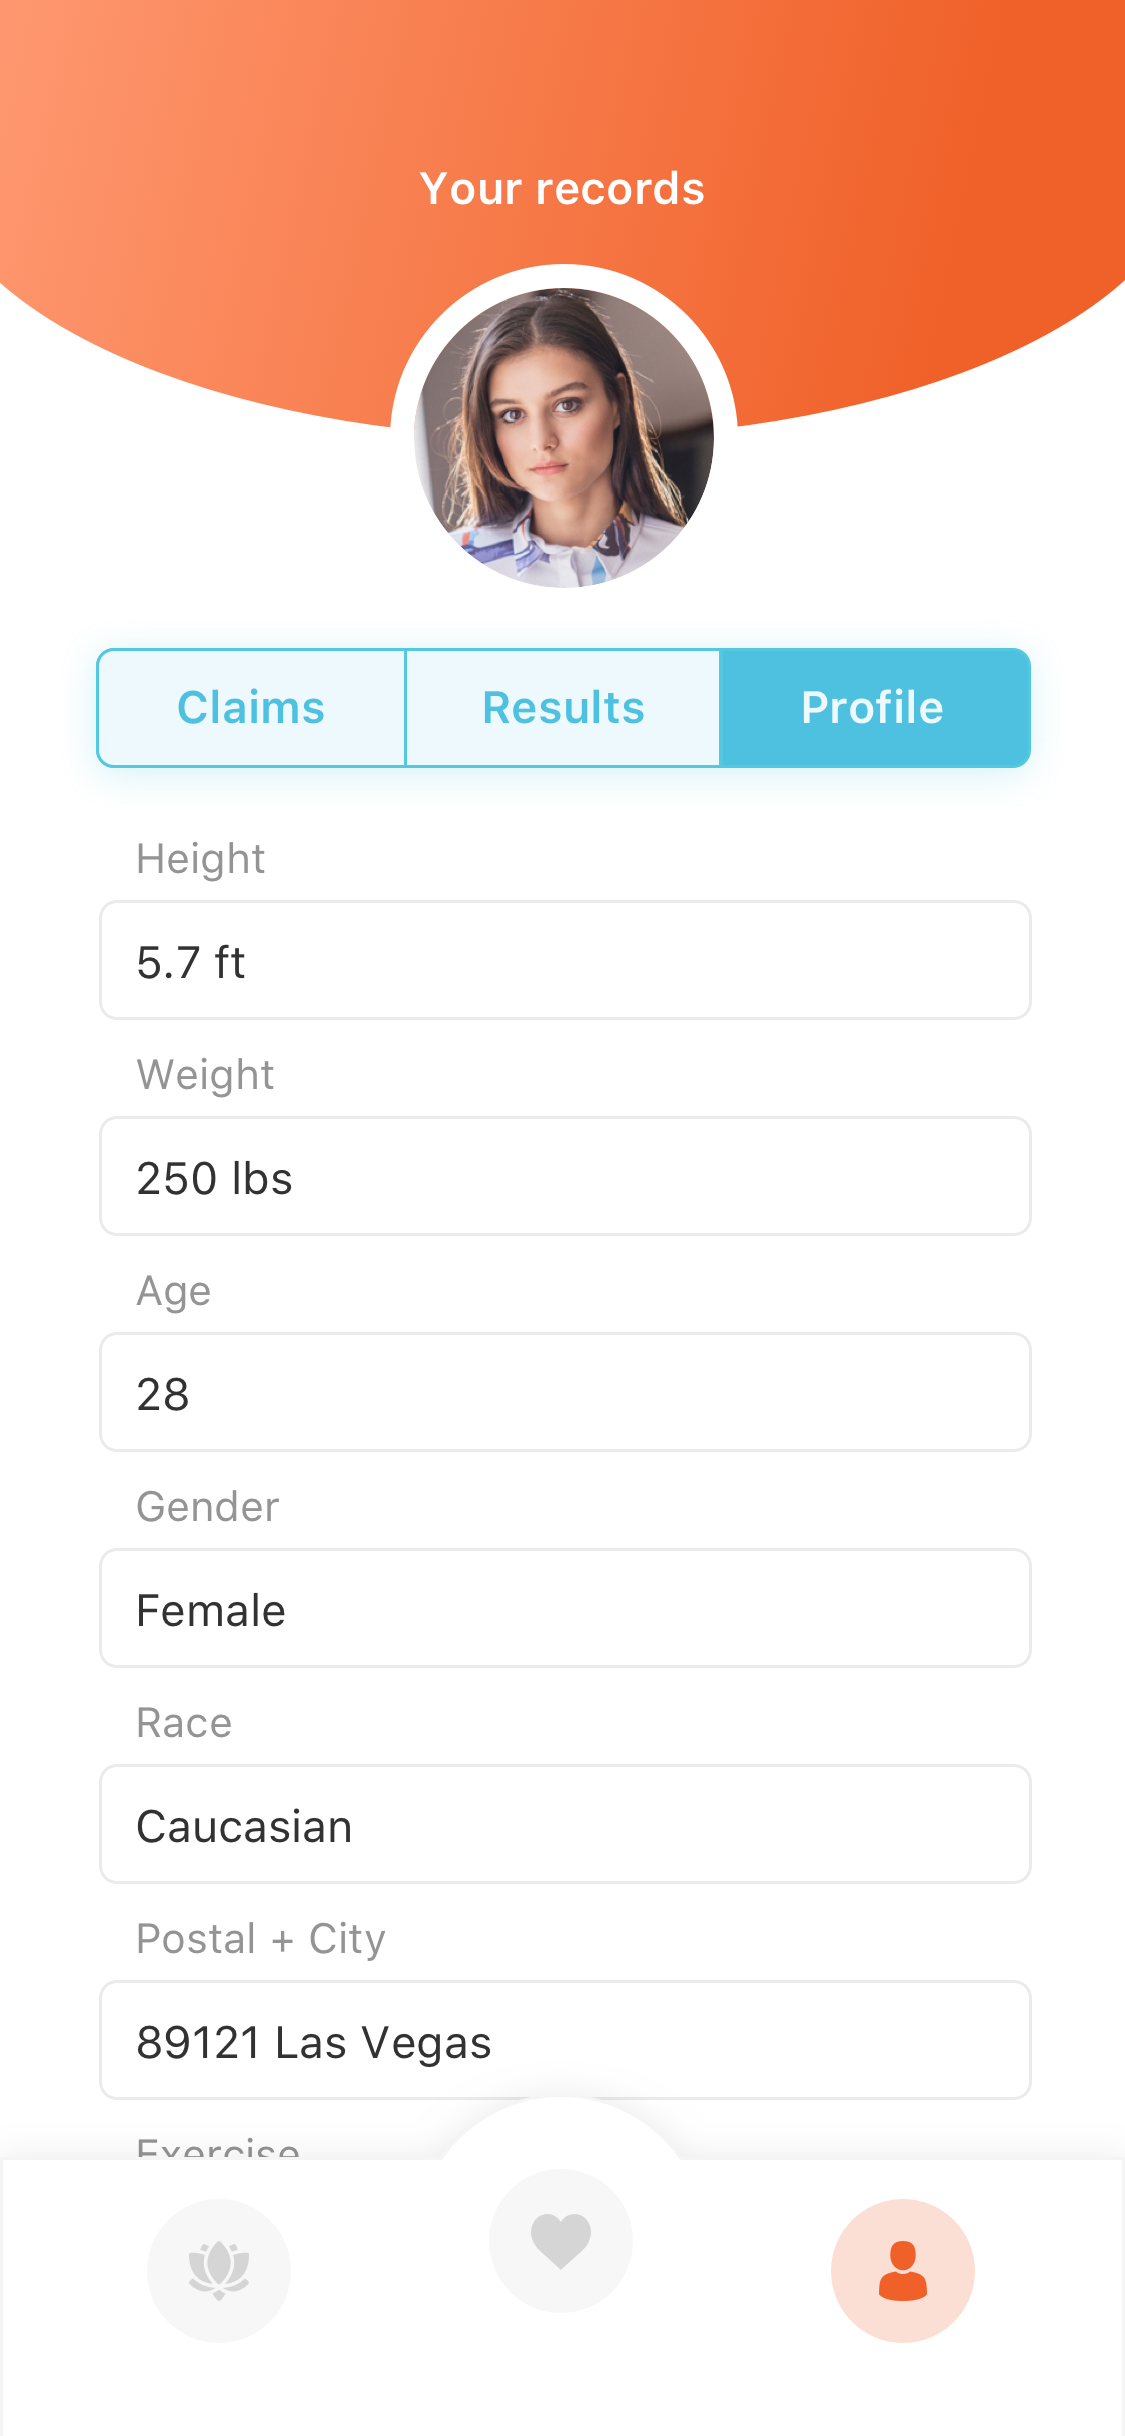 Your records
Claims
Results
Profile
Height
5.7 ft
Weight
250 lbs
Age
28
Gender
Female
Race
Caucasian
Postal + City
89121 Las Vegas
Exercise